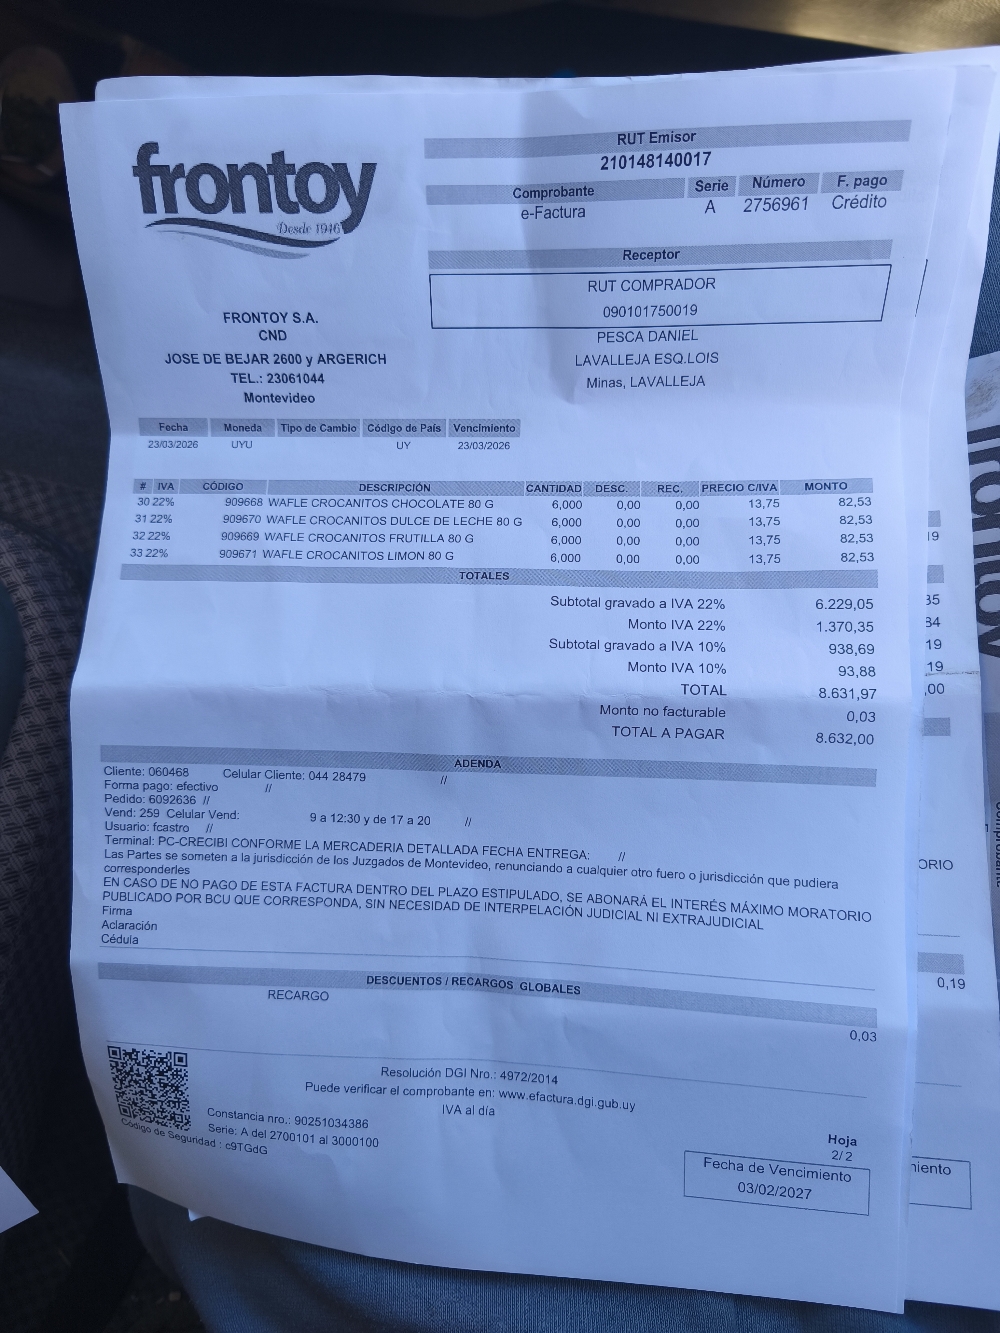 frontoy
Desde 1946
RUT Emisor
210148140017
Comprobante Serie Número F. pago
e-Factura A 2756961 Crédito
Receptor
RUT COMPRADOR
090101750019
PESCA DANIEL
LAVALLEJA ESQ.LOIS
Minas, LAVALLEJA
FRONTOY S.A.
CND
JOSE DE BEJAR 2600 y ARGERICH
TEL.: 23061044
Montevideo
Fecha Moneda Tipo de Cambio Código de País Vencimiento
23/03/2026 UYU UY 23/03/2026
# IVA CÓDIGO DESCRIPCIÓN CANTIDAD DESC. REC. PRECIO C/IVA MONTO
30 22% 909668 WAFLE CROCANITOS CHOCOLATE 80 G 6,000 0,00 0,00 13,75 82,53
31 22% 909670 WAFLE CROCANITOS DULCE DE LECHE 80 G 6,000 0,00 0,00 13,75 82,53
32 22% 909669 WAFLE CROCANITOS FRUTILLA 80 G 6,000 0,00 0,00 13,75 82,53
33 22% 909671 WAFLE CROCANITOS LIMON 80 G 6,000 0,00 0,00 13,75 82,53
TOTALES
Subtotal gravado a IVA 22% 6.229,05
Monto IVA 22% 1.370,35
Subtotal gravado a IVA 10% 938,69
Monto IVA 10% 93,88
TOTAL 8.631,97
Monto no facturable 0,03
TOTAL A PAGAR 8.632,00
ADENDA
Cliente: 060468 Celular Cliente: 044 28479 //
Forma pago: efectivo //
Pedido: 6092636 //
Vend: 259 Celular Vend: 9 a 12:30 y de 17 a 20 //
Usuario: fcastro //
Terminal: PC-CRECIBI CONFORME LA MERCADERIA DETALLADA FECHA ENTREGA: //
Las Partes se someten a la jurisdicción de los Juzgados de Montevideo, renunciando a cualquier otro fuero o jurisdicción que pudiera
corresponderles
EN CASO DE NO PAGO DE ESTA FACTURA DENTRO DEL PLAZO ESTIPULADO, SE ABONARÁ EL INTERÉS MÁXIMO MORATORIO
PUBLICADO POR BCU QUE CORRESPONDA, SIN NECESIDAD DE INTERPELACIÓN JUDICIAL NI EXTRAJUDICIAL
Firma
Aclaración
Cédula
DESCUENTOS / RECARGOS GLOBALES
RECARGO 0,03
Resolución DGI Nro.: 4972/2014
Puede verificar el comprobante en: www.efactura.dgi.gub.uy
IVA al día
Constancia nro.: 90251034386
Serie: A del 2700101 al 3000100
Código de Seguridad : c9TGdG
Hoja
2/ 2
Fecha de Vencimiento
03/02/2027
0,19